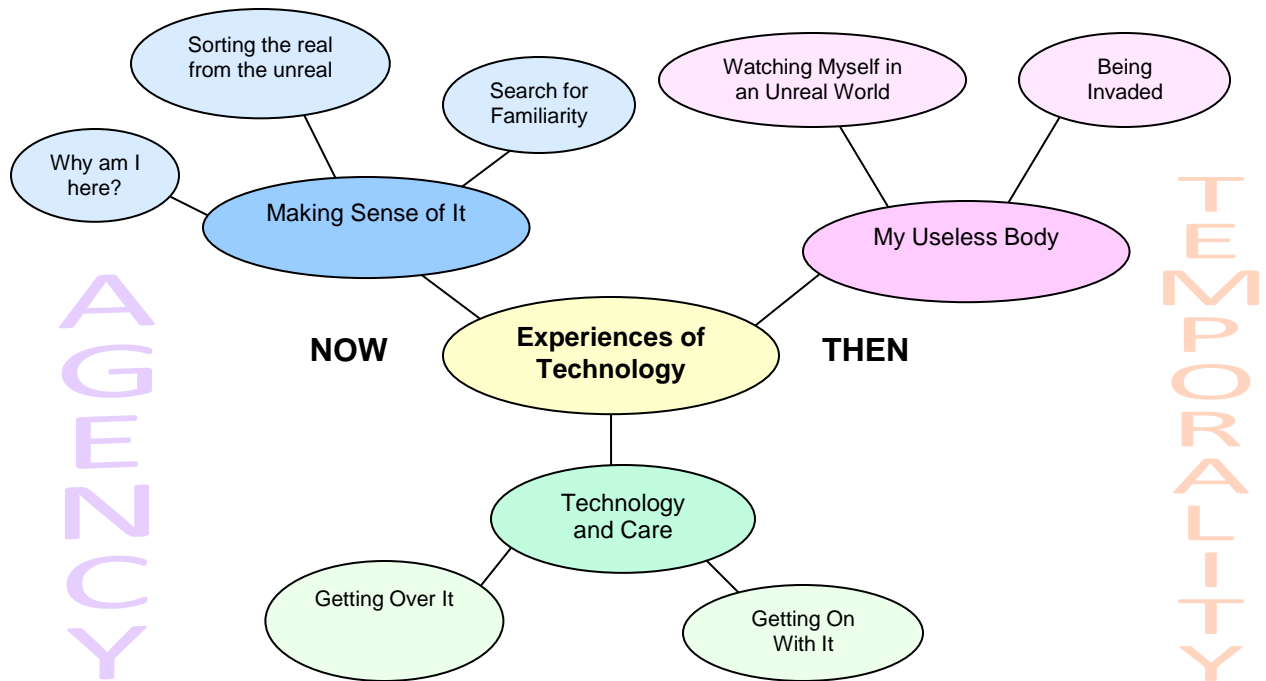 Sorting the real
from the unreal
Search for
Familiarity
Why am I
here?
Making Sense of It
Watching Myself in
an Unreal World
Being
Invaded
My Useless Body
AGENCY
NOW
Experiences of
Technology
THEN
TEMPORALITY
Technology
and Care
Getting Over It
Getting On
With It